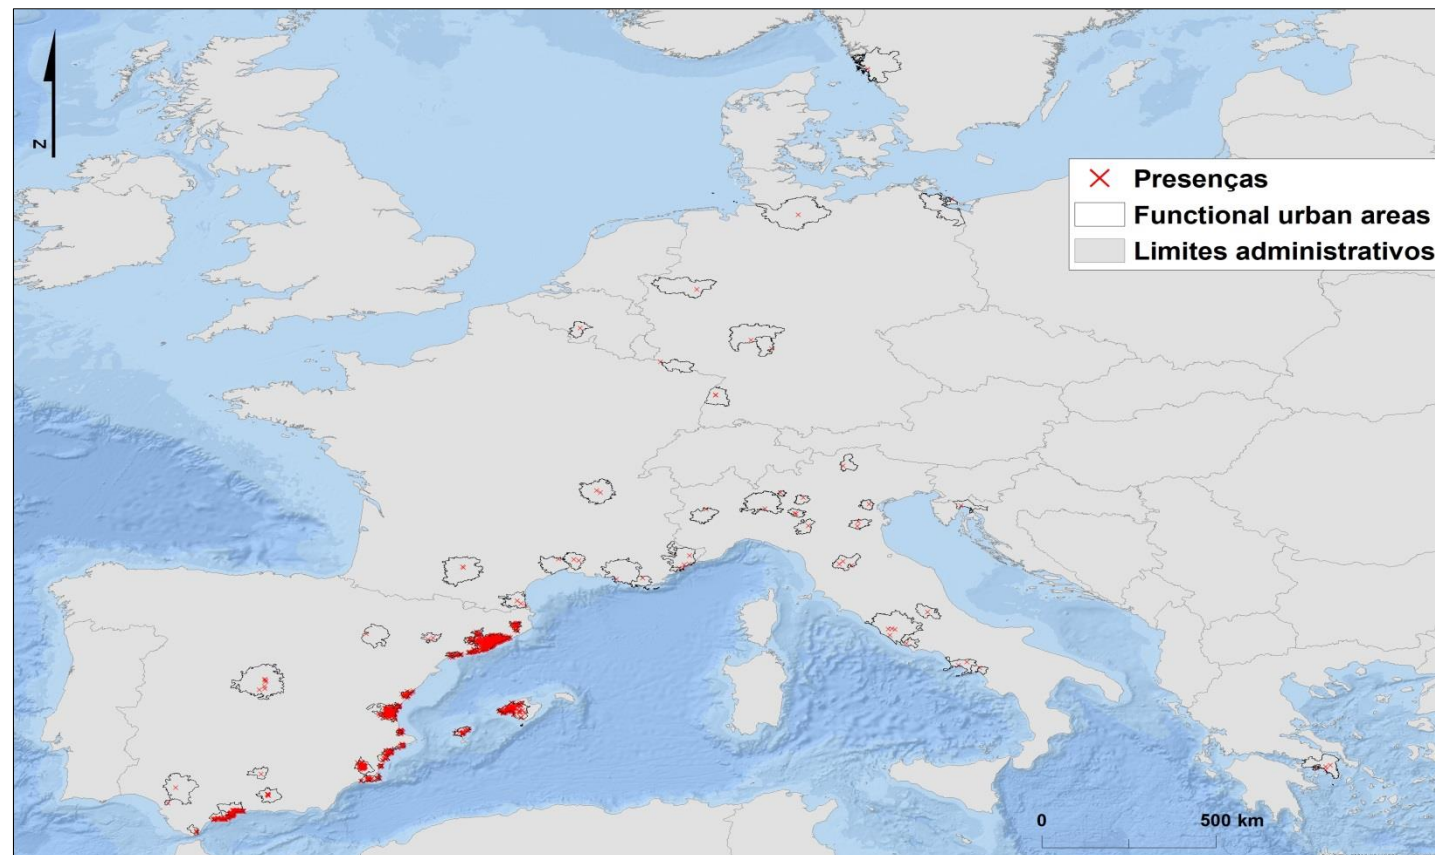 N
Presenças
Functional urban areas
Limites administrativos
0 500 km